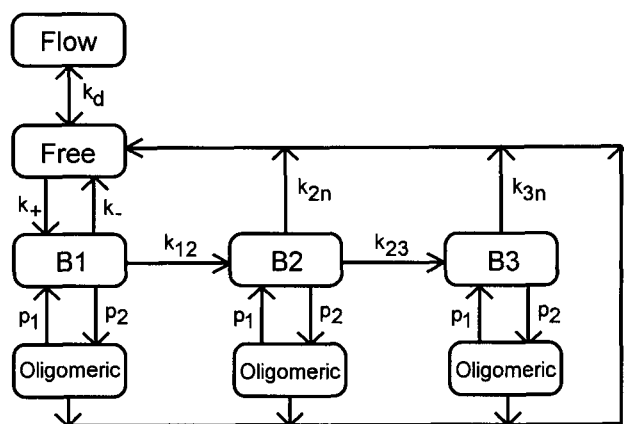 Flow
k_d
Free
k_+ k_- k_2n k_3n
k_12 k_23
B1 B2 B3
p_1 p_2 p_1 p_2 p_1 p_2
Oligomeric Oligomeric Oligomeric